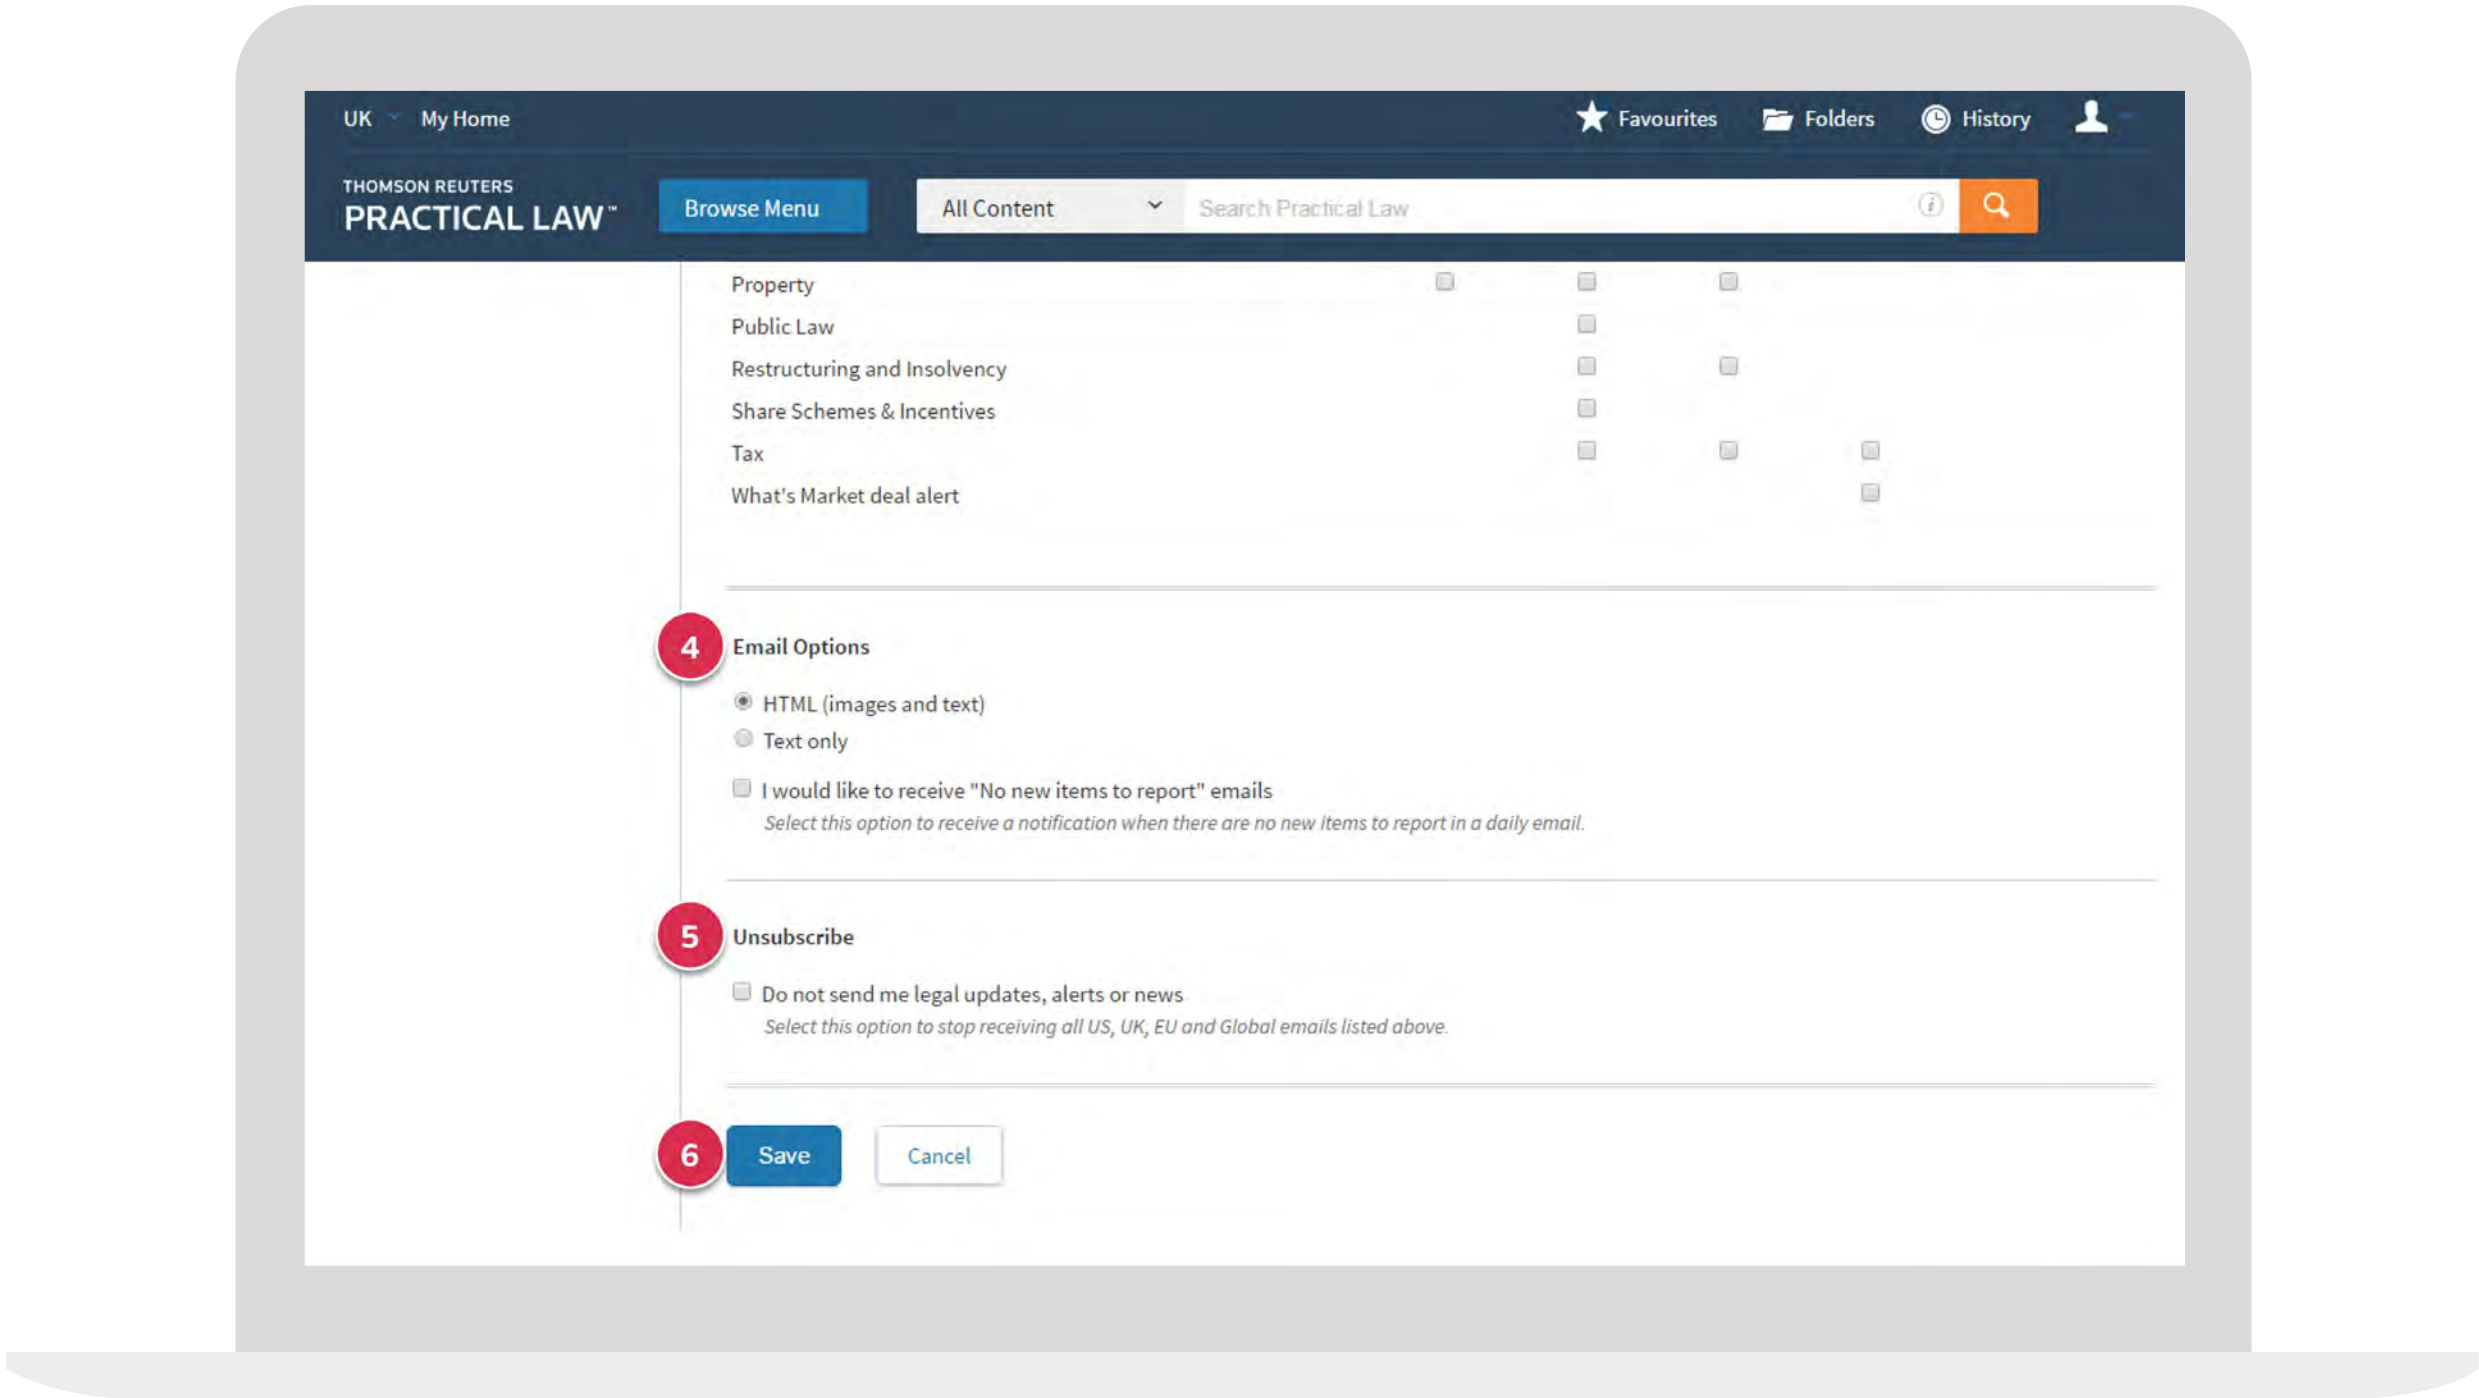 UK My Home Favourites Folders History
THOMSON REUTERS
PRACTICAL LAW™ Browse Menu All Content Search Practical Law i
Property
Public Law
Restructuring and Insolvency
Share Schemes & Incentives
Tax
What's Market deal alert
4 Email Options
HTML (images and text)
Text only
I would like to receive "No new items to report" emails
Select this option to receive a notification when there are no new items to report in a daily email.
5 Unsubscribe
Do not send me legal updates, alerts or news
Select this option to stop receiving all US, UK, EU and Global emails listed above.
6 Save Cancel